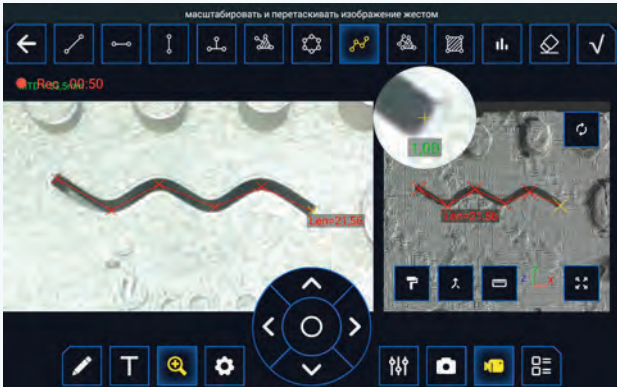 масштабировать и перетаскивать изображение жестом
Rec 00:50
1,00
Len=21,56
Len=21,56
T
z
x